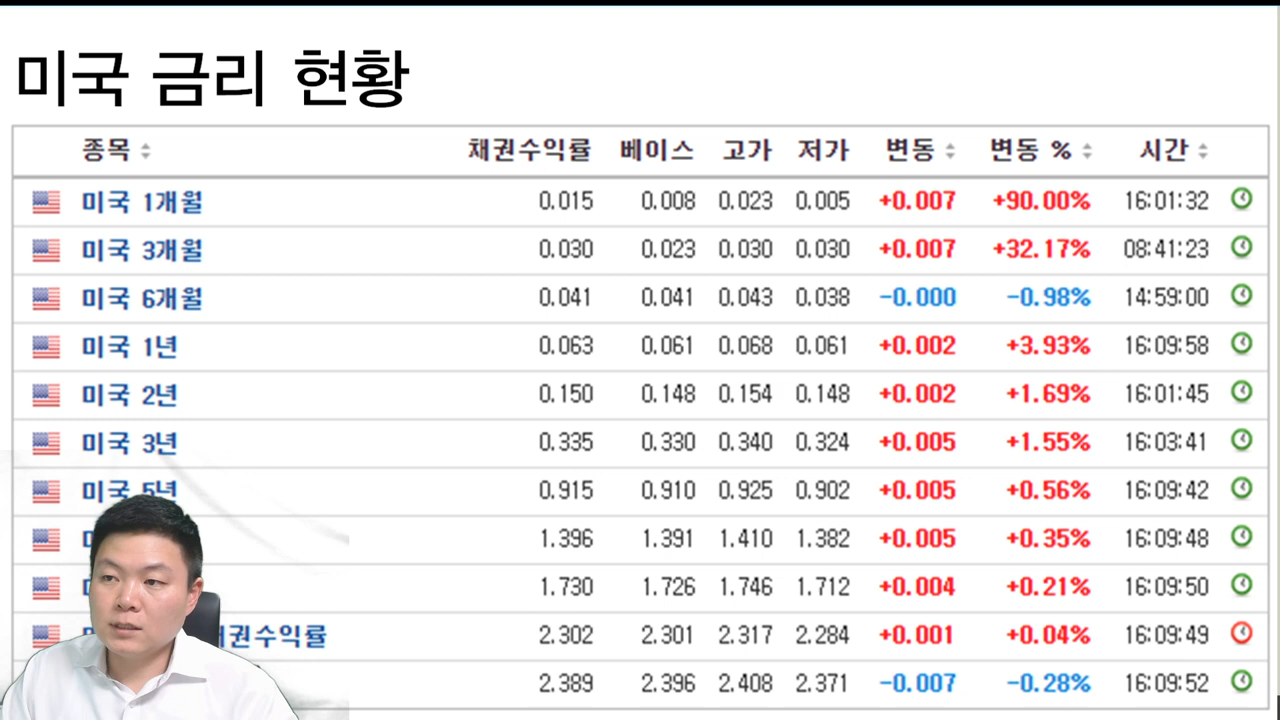 미국 금리 현황
종목 채권수익률 베이스 고가 저가 변동 변동 % 시간
미국 1개월 0.015 0.008 0.023 0.005 +0.007 +90.00% 16:01:32
미국 3개월 0.030 0.023 0.030 0.030 +0.007 +32.17% 08:41:23
미국 6개월 0.041 0.041 0.043 0.038 -0.000 -0.98% 14:59:00
미국 1년 0.063 0.061 0.068 0.061 +0.002 +3.93% 16:09:58
미국 2년 0.150 0.148 0.154 0.148 +0.002 +1.69% 16:01:45
미국 3년 0.335 0.330 0.340 0.324 +0.005 +1.55% 16:03:41
미국 5년 0.915 0.910 0.925 0.902 +0.005 +0.56% 16:09:42
1.396 1.391 1.410 1.382 +0.005 +0.35% 16:09:48
1.730 1.726 1.746 1.712 +0.004 +0.21% 16:09:50
채권수익률 2.302 2.301 2.317 2.284 +0.001 +0.04% 16:09:49
2.389 2.396 2.408 2.371 -0.007 -0.28% 16:09:52